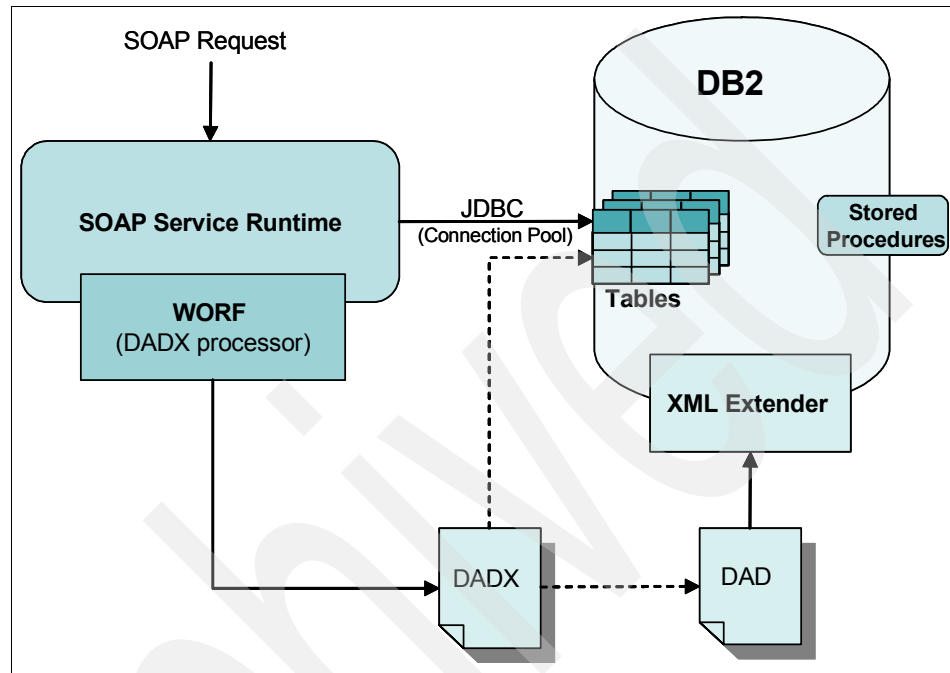 SOAP Request
DB2
SOAP Service Runtime
JDBC
(Connection Pool)
Stored
Procedures
Tables
WORF
(DADX processor)
XML Extender
DADX
DAD